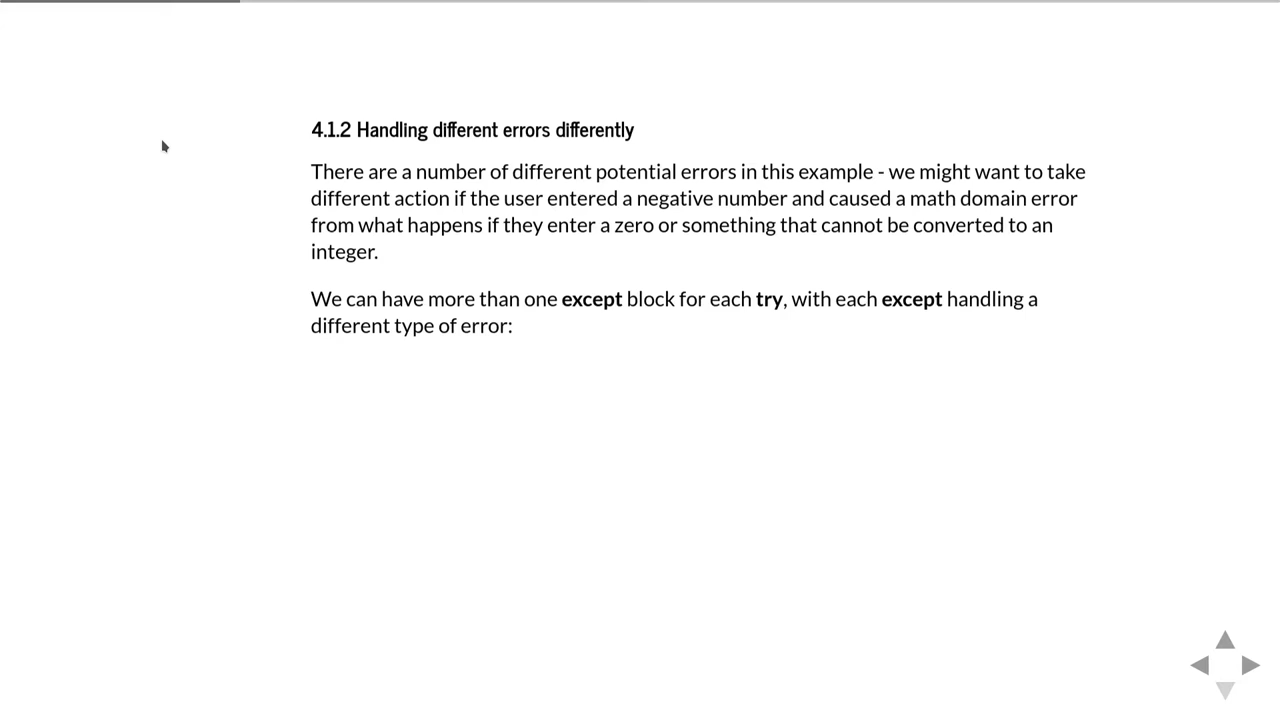 4.1.2 Handling different errors differently
There are a number of different potential errors in this example - we might want to take
different action if the user entered a negative number and caused a math domain error
from what happens if they enter a zero or something that cannot be converted to an
integer.
We can have more than one except block for each try, with each except handling a
different type of error: